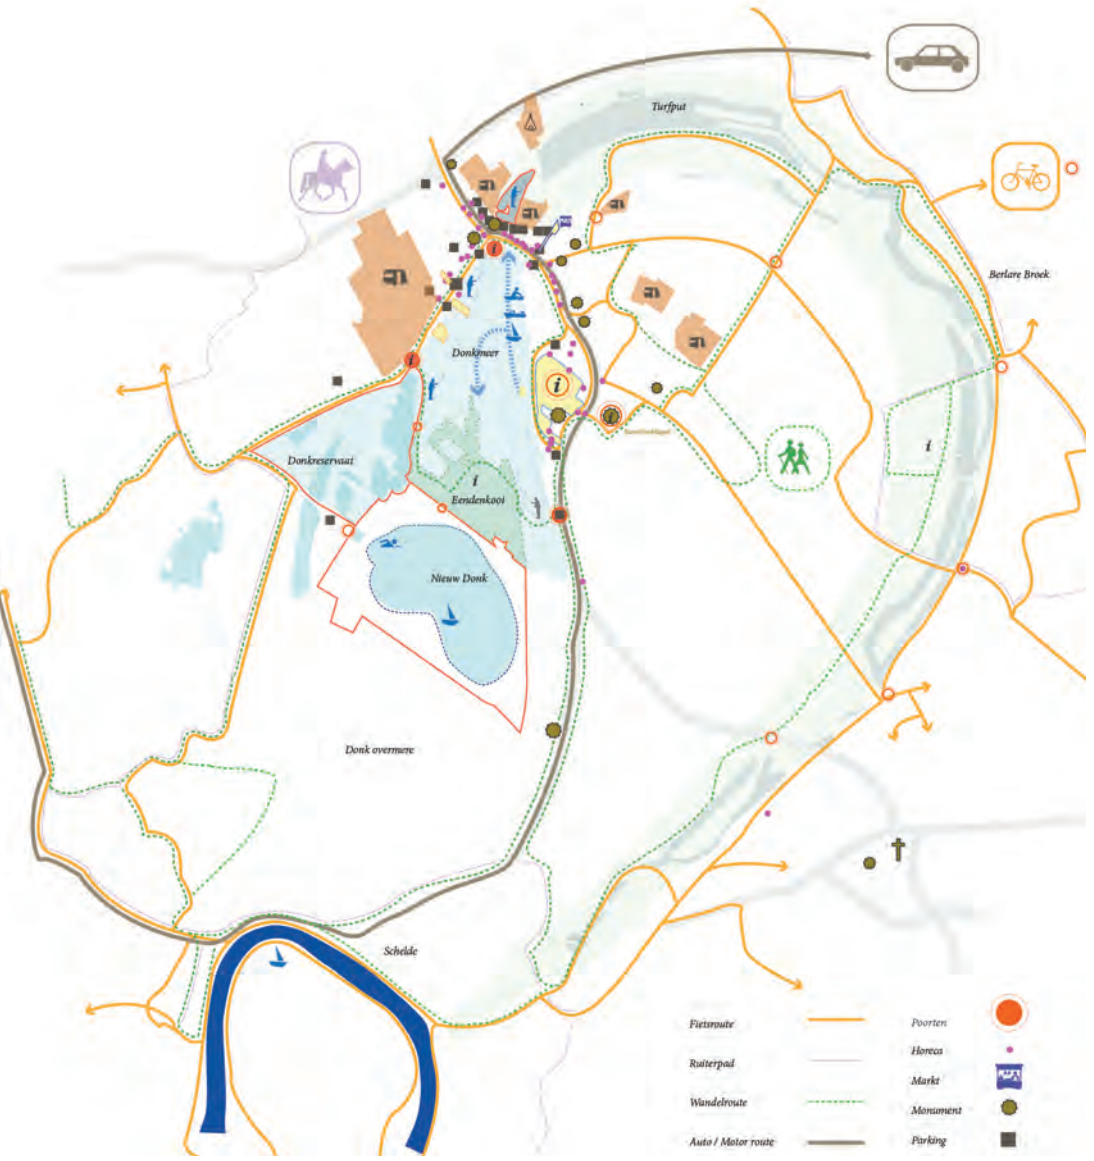 Turfput
Berlare Broek
Donkmeer
Donkreservaat
i
Eendenkooi
Nieuw Donk
Donk overmere
Schelde
i
i
i
i
i
Fietsroute
Ruiterpad
Wandelroute
Auto / Motor route
Poorten
Horeca
Markt
Monument
Parking